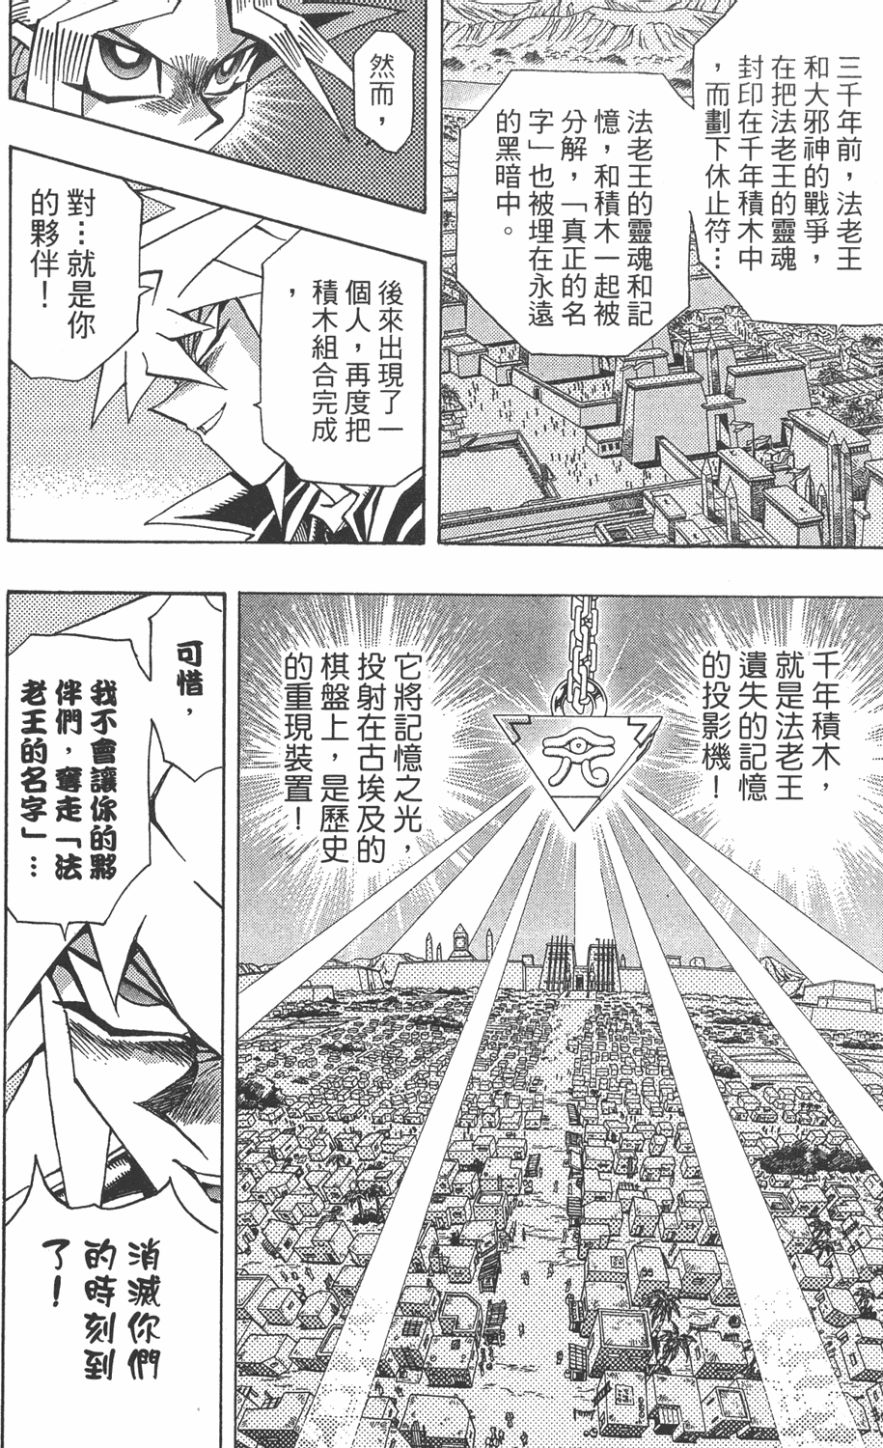 三千年前，法老王
和大邪神的戰爭，
在把法老王的靈魂
封印在千年積木中
，而劃下休止符…
法老王的靈魂和記
憶，和積木一起被
分解，「真正的名
字」也被埋在永遠
的黑暗中。
然而，
後來出現了一
個人，再度把
積木組合完成
，
對…就是你
的夥伴！
千年積木，
就是法老王
遺失的記憶
的投影機！
它將記憶之光，
投射在古埃及的
棋盤上，是歷史
的重現裝置！
可惜，
我不會讓你的夥
伴們，奪走「法
老王的名字」…
消滅你們
的時刻到
了！